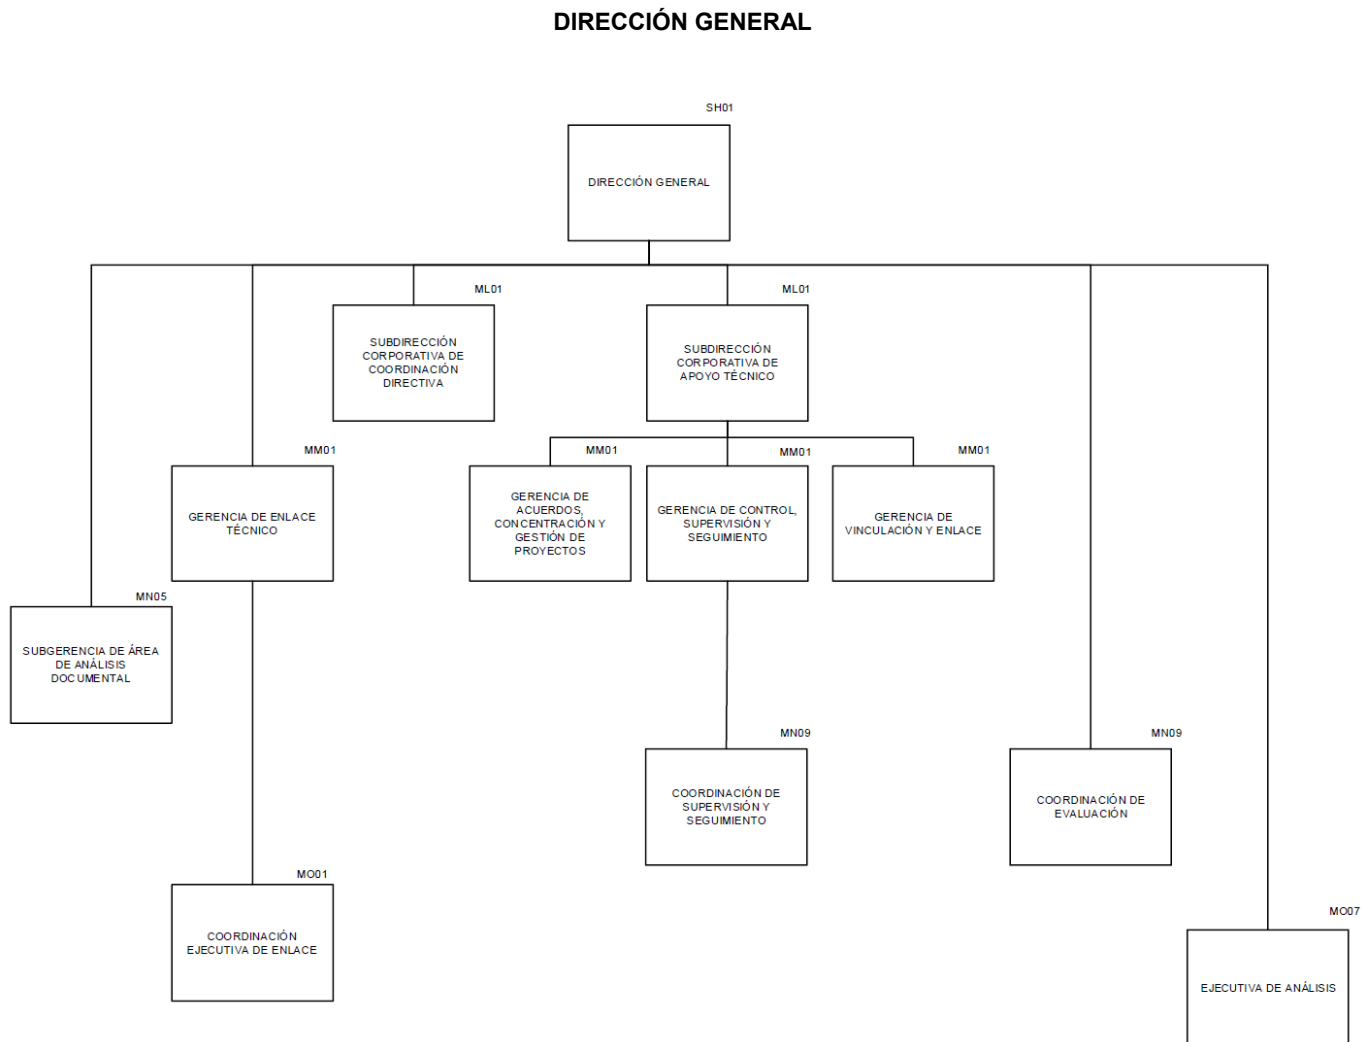 DIRECCIÓN GENERAL
SH01
DIRECCIÓN GENERAL
ML01
SUBDIRECCIÓN
CORPORATIVA DE
COORDINACIÓN
DIRECTIVA
ML01
SUBDIRECCIÓN
CORPORATIVA DE
APOYO TÉCNICO
MM01
GERENCIA DE ENLACE
TÉCNICO
MM01
GERENCIA DE
ACUERDOS,
CONCENTRACIÓN Y
GESTIÓN DE
PROYECTOS
MM01
GERENCIA DE CONTROL,
SUPERVISIÓN Y
SEGUIMIENTO
MM01
GERENCIA DE
VINCULACIÓN Y ENLACE
MN05
SUBGERENCIA DE ÁREA
DE ANÁLISIS
DOCUMENTAL
MN09
COORDINACIÓN DE
SUPERVISIÓN Y
SEGUIMIENTO
MN09
COORDINACIÓN DE
EVALUACIÓN
MO01
COORDINACIÓN
EJECUTIVA DE ENLACE
MO07
EJECUTIVA DE ANÁLISIS